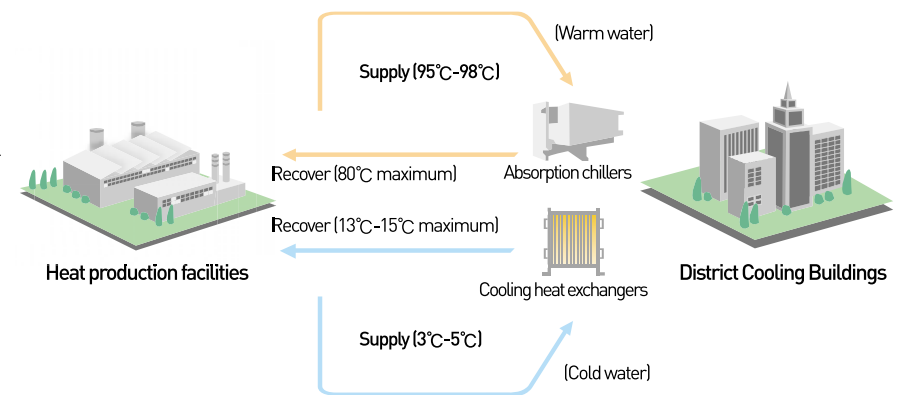 (Warm water)
Supply (95℃-98℃)
Recover (80℃ maximum)
Absorption chillers
Recover (13℃-15℃ maximum)
Heat production facilities
District Cooling Buildings
Cooling heat exchangers
Supply (3℃-5℃)
(Cold water)